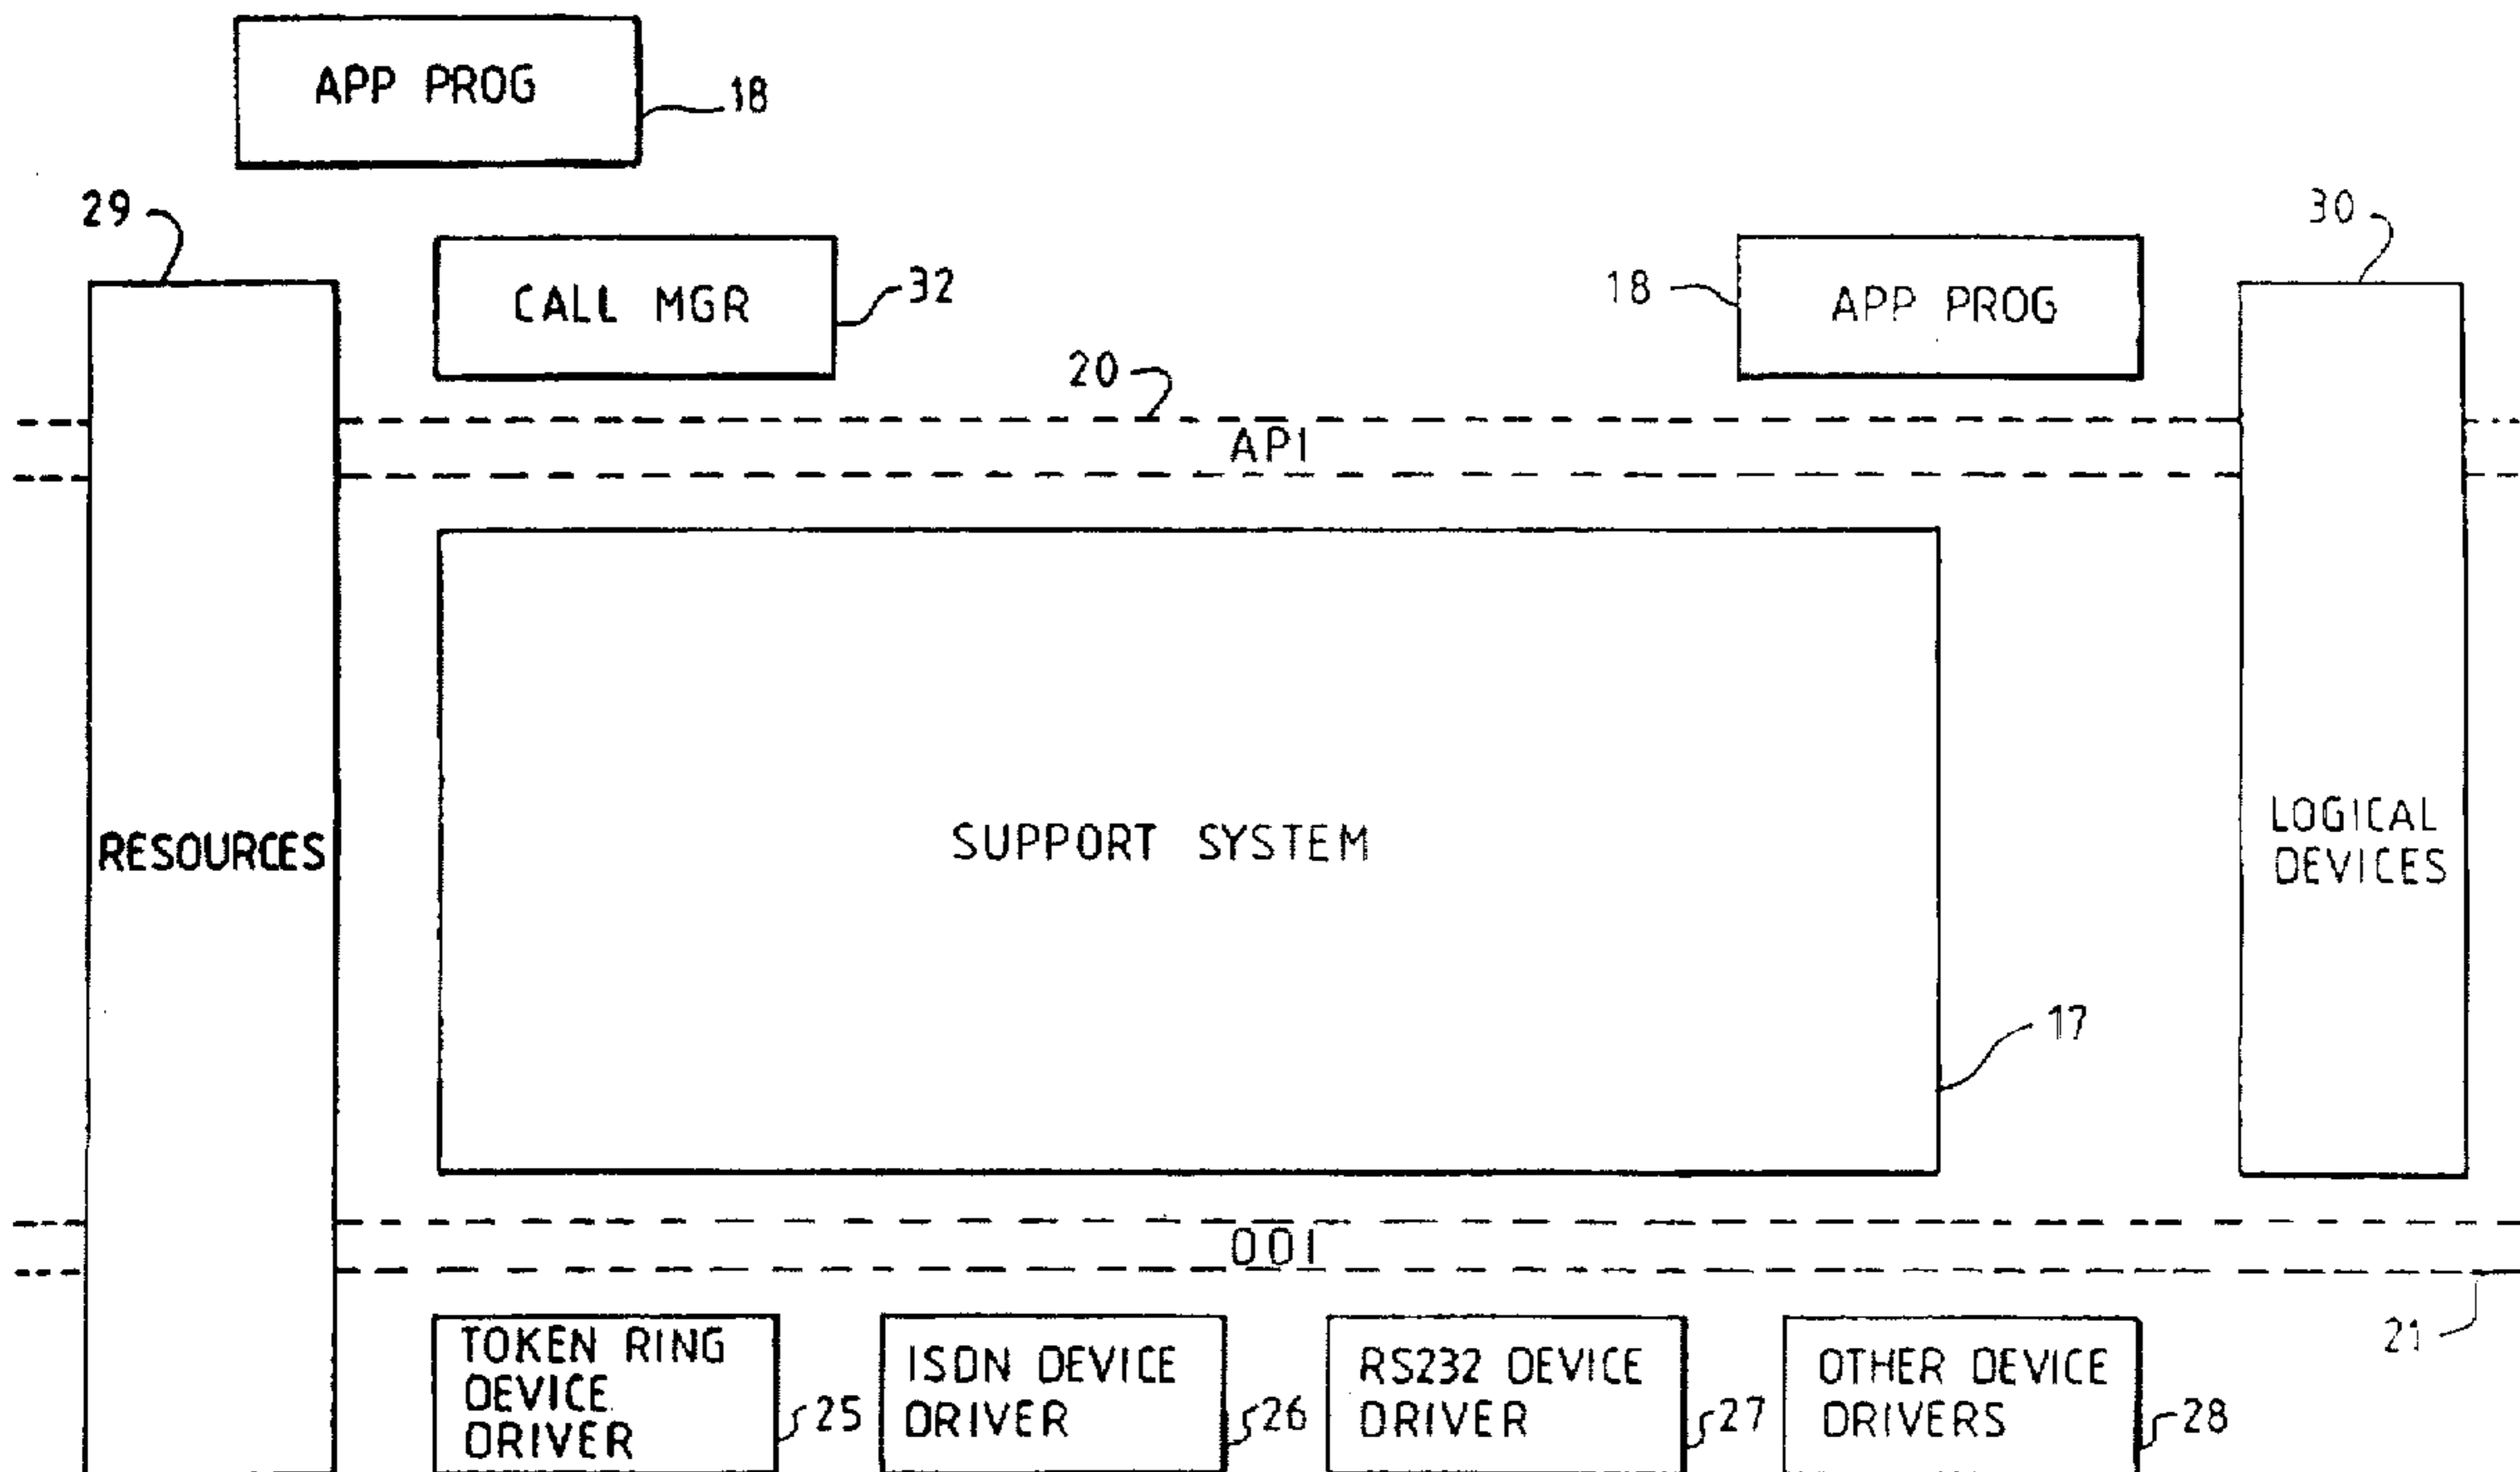 APP PROG
18
29
30
CALL MGR
32
18
APP PROG
20
API
SUPPORT SYSTEM
RESOURCES
LOGICAL
DEVICES
17
DDI
21
TOKEN RING
DEVICE
DRIVER
25
ISDN DEVICE
DRIVER
26
RS232 DEVICE
DRIVER
27
OTHER DEVICE
DRIVERS
28